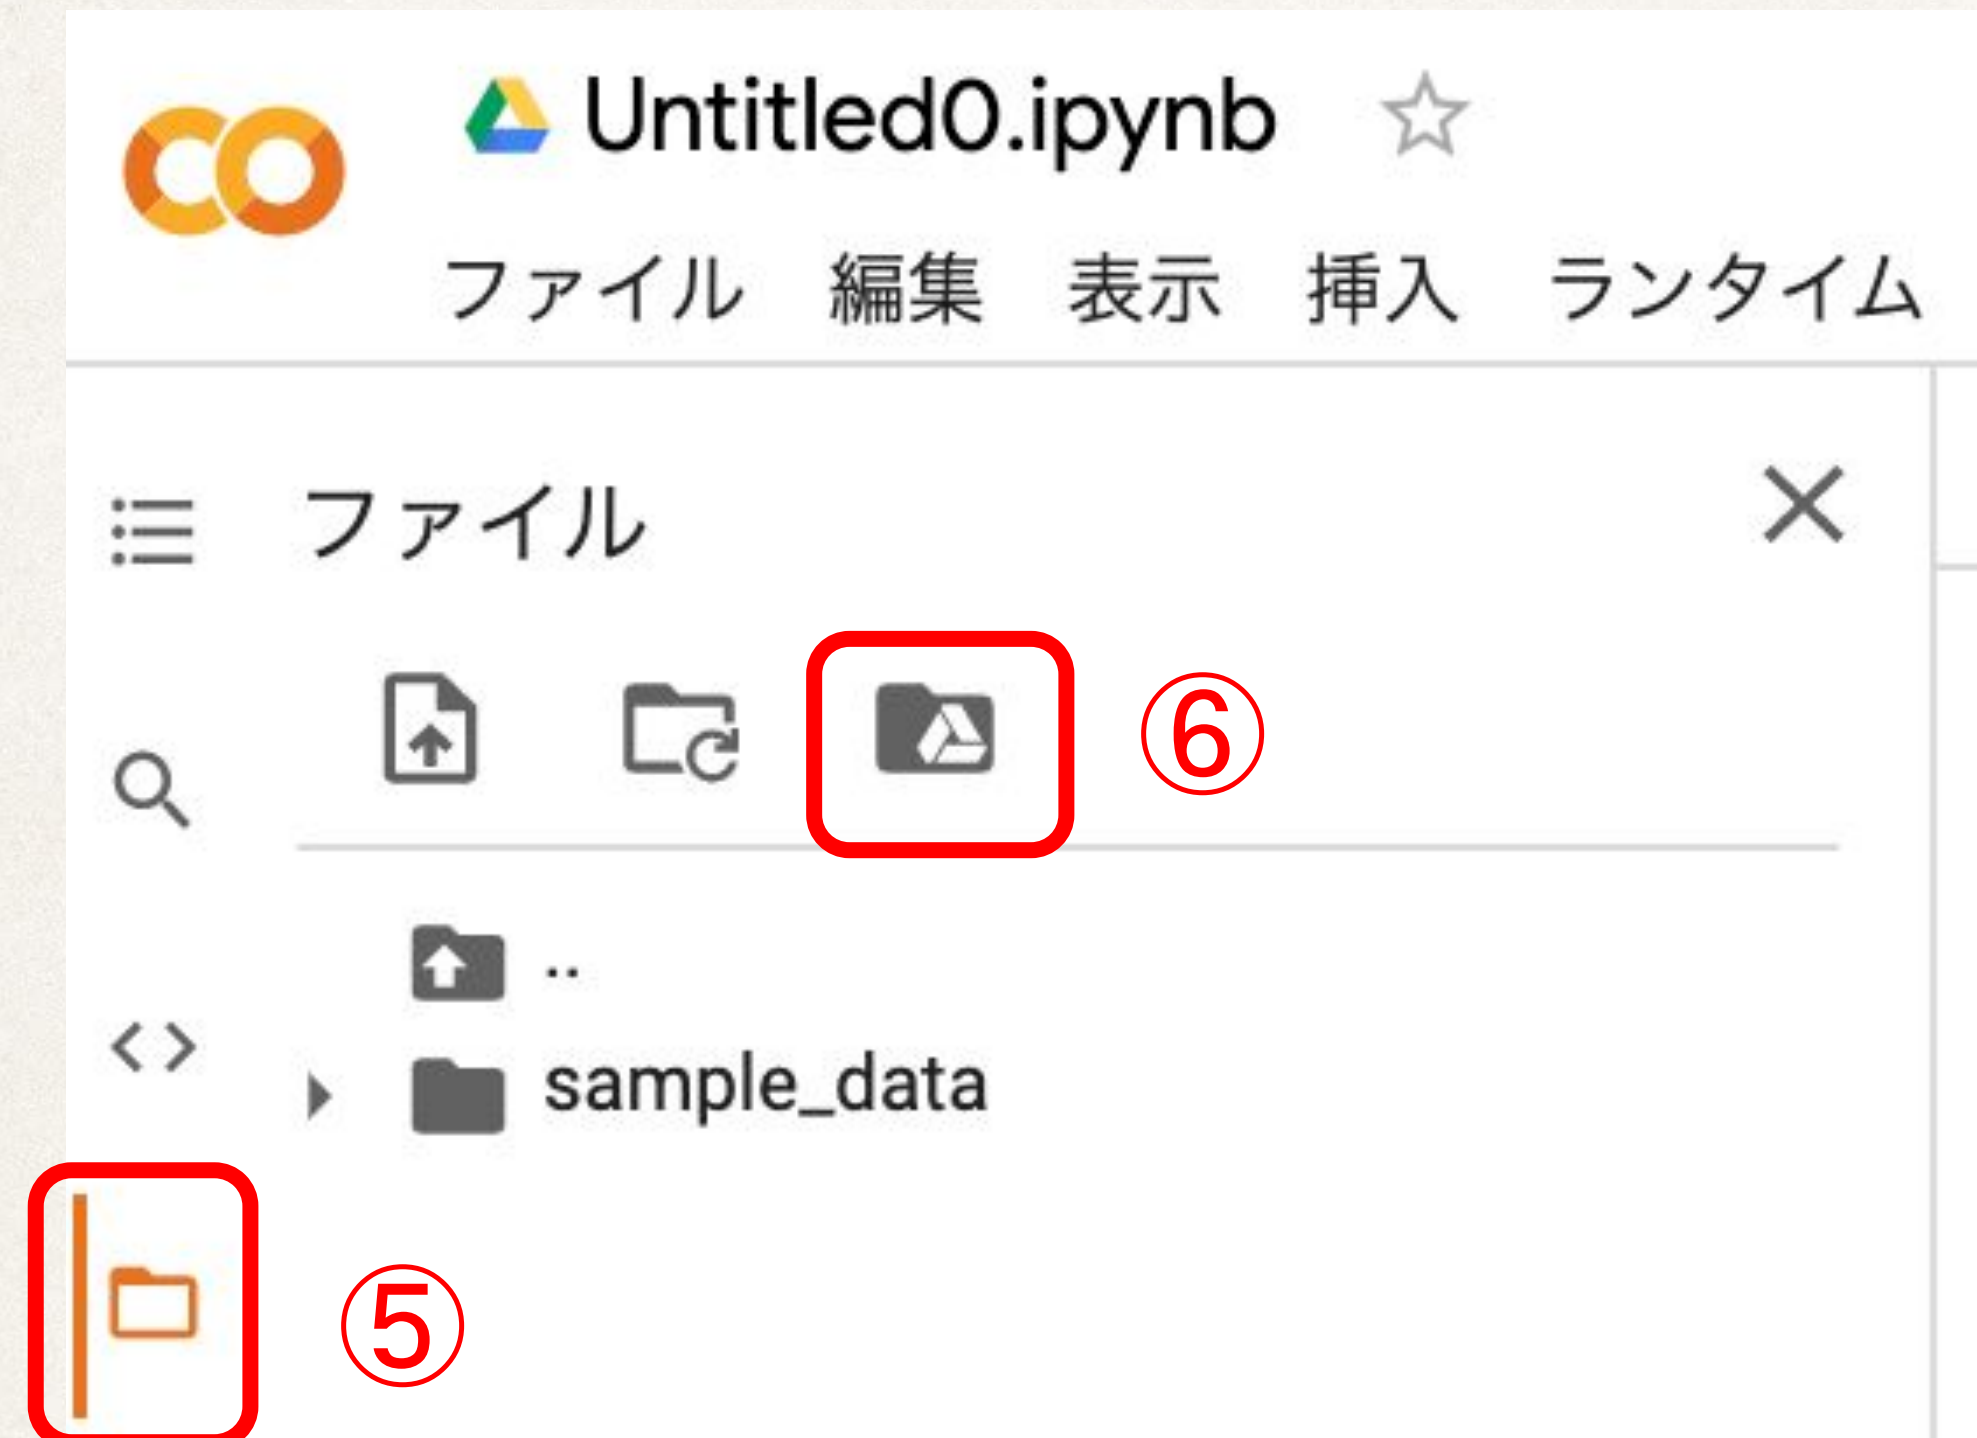 Untitled0.ipynb
ファイル 編集 表示 挿入 ランタイム
ファイル
⑥
..
sample_data
⑤